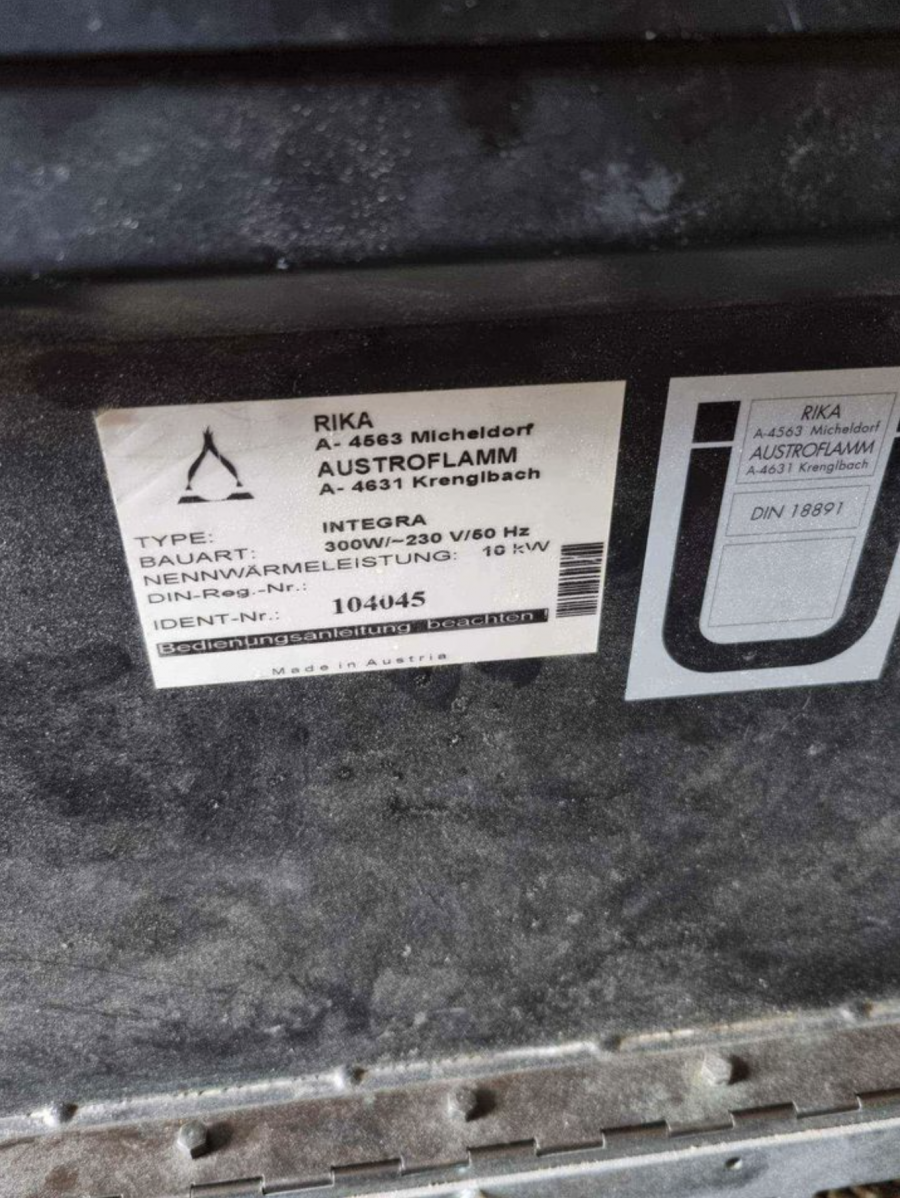 RIKA
A- 4563 Micheldorf
AUSTROFLAMM
A- 4631 Krenglbach
TYPE: INTEGRA
BAUART: 300W/~230 V/50 Hz
NENNWÄRMELEISTUNG: 10 kW
DIN-Reg.-Nr.:
IDENT-Nr.: 104045
Bedienungsanleitung beachten !
Made in Austria
Ü
RIKA
A-4563 Micheldorf
AUSTROFLAMM
A-4631 Krenglbach
DIN 18891